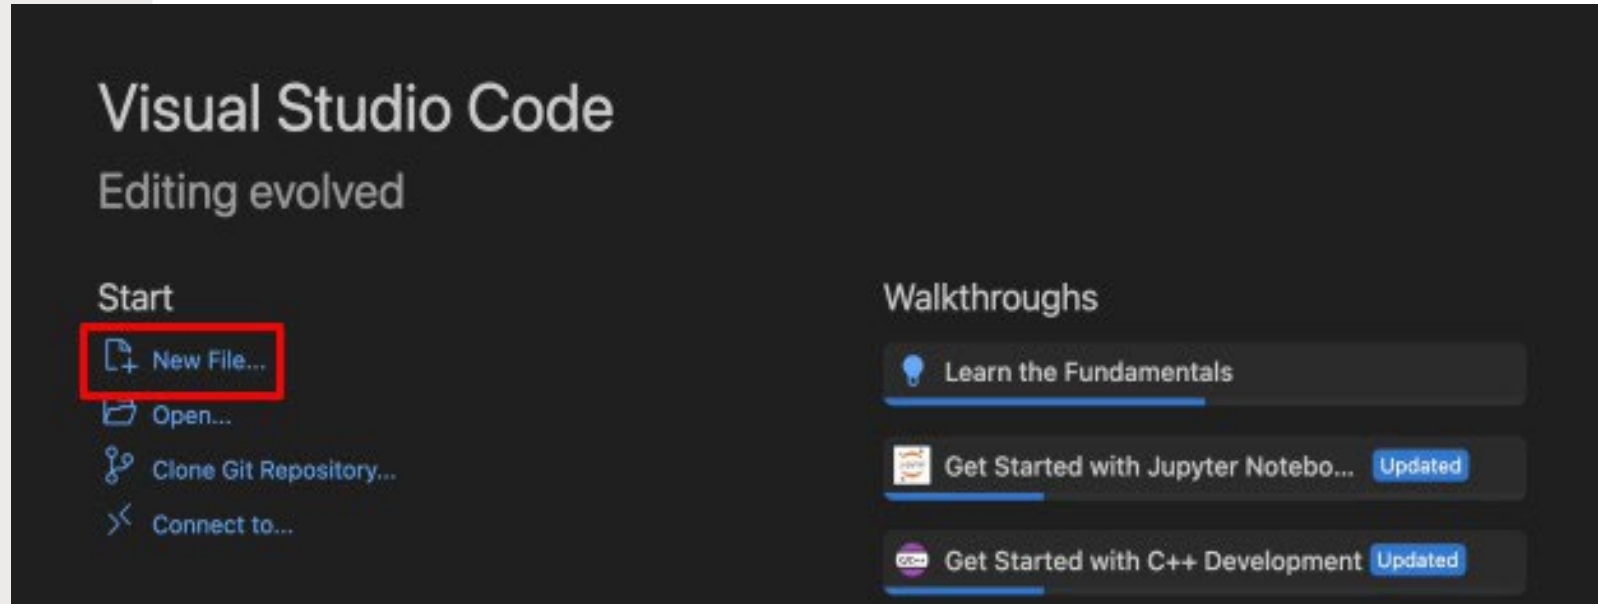 Visual Studio Code
Editing evolved
Start
New File...
Open...
Clone Git Repository...
Connect to...
Walkthroughs
Learn the Fundamentals
Get Started with Jupyter Notebo... Updated
Get Started with C++ Development Updated